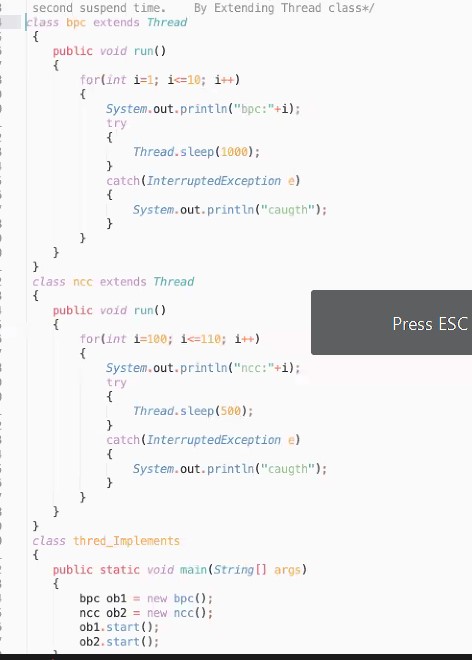 second suspend time.    By Extending Thread class*/
class bpc extends Thread
{
public void run()
{
for(int i=1; i<=10; i++)
{
System.out.println("bpc:"+i);
try
{
Thread.sleep(1000);
}
catch(InterruptedException e)
{
System.out.println("caugth");
}
}
}
}
class ncc extends Thread
{
public void run()
{
for(int i=100; i<=110; i++)
{
System.out.println("ncc:"+i);
try
{
Thread.sleep(500);
}
catch(InterruptedException e)
{
System.out.println("caugth");
}
}
}
}
class thred_Implements
{
public static void main(String[] args)
{
bpc ob1 = new bpc();
ncc ob2 = new ncc();
ob1.start();
ob2.start();
Press ESC